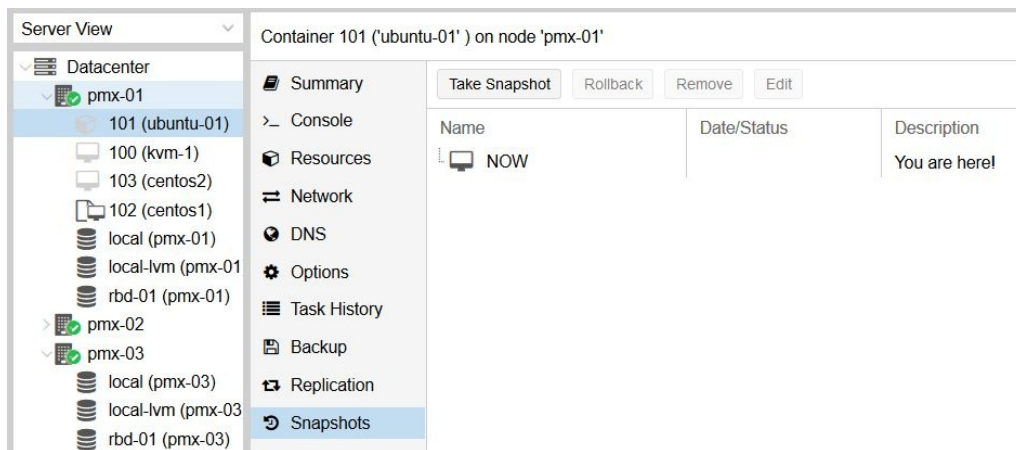 Server View
Datacenter
pmx-01
101 (ubuntu-01)
100 (kvm-1)
103 (centos2)
102 (centos1)
local (pmx-01)
local-lvm (pmx-01
rbd-01 (pmx-01)
pmx-02
pmx-03
local (pmx-03)
local-lvm (pmx-03
rbd-01 (pmx-03)
Container 101 ('ubuntu-01' ) on node 'pmx-01'
Summary
Console
Resources
Network
DNS
Options
Task History
Backup
Replication
Snapshots
Take Snapshot Rollback Remove Edit
Name Date/Status Description
NOW You are here!